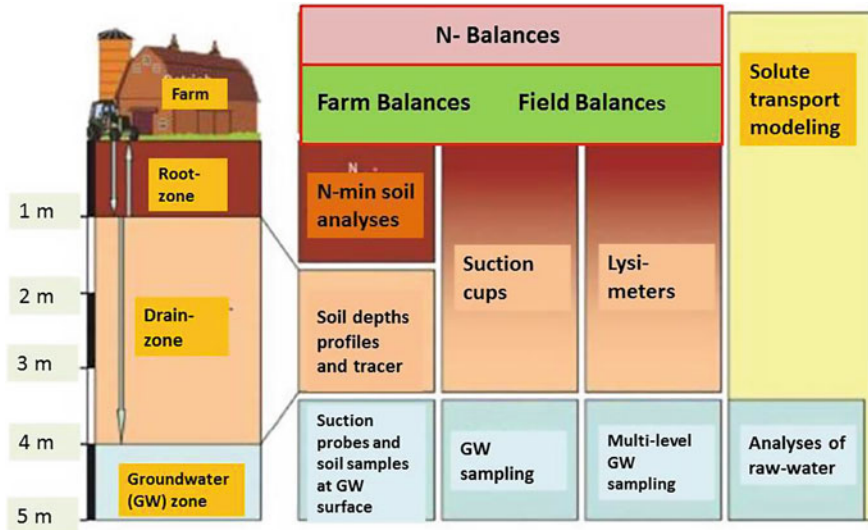 N- Balances
Farm Balances Field Balances
Solute
transport
modeling
Farm
Root-
zone
N-min soil
analyses
1 m
2 m
3 m
4 m
5 m
Drain-
zone
Soil depths
profiles
and tracer
Suction
cups
Lysi-
meters
Groundwater
(GW) zone
Suction
probes and
soil samples
at GW
surface
GW
sampling
Multi-level
GW
sampling
Analyses of
raw-water